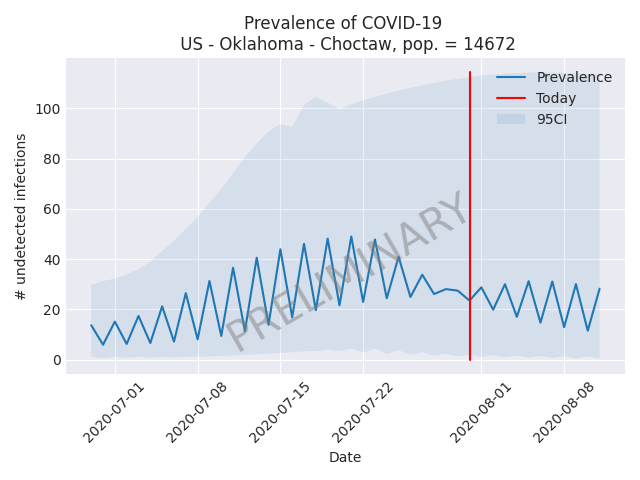 Prevalence of COVID-19
US - Oklahoma - Choctaw, pop. = 14672
# undetected infections
100
80
60
40
20
0
Prevalence
Today
95CI
PRELIMINARY
2020-07-01
2020-07-08
2020-07-15
2020-07-22
2020-08-01
2020-08-08
Date